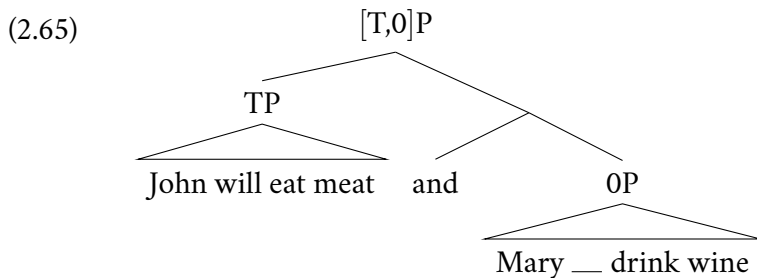 (2.65) [T,0]P
TP
John will eat meat and 0P
Mary __ drink wine